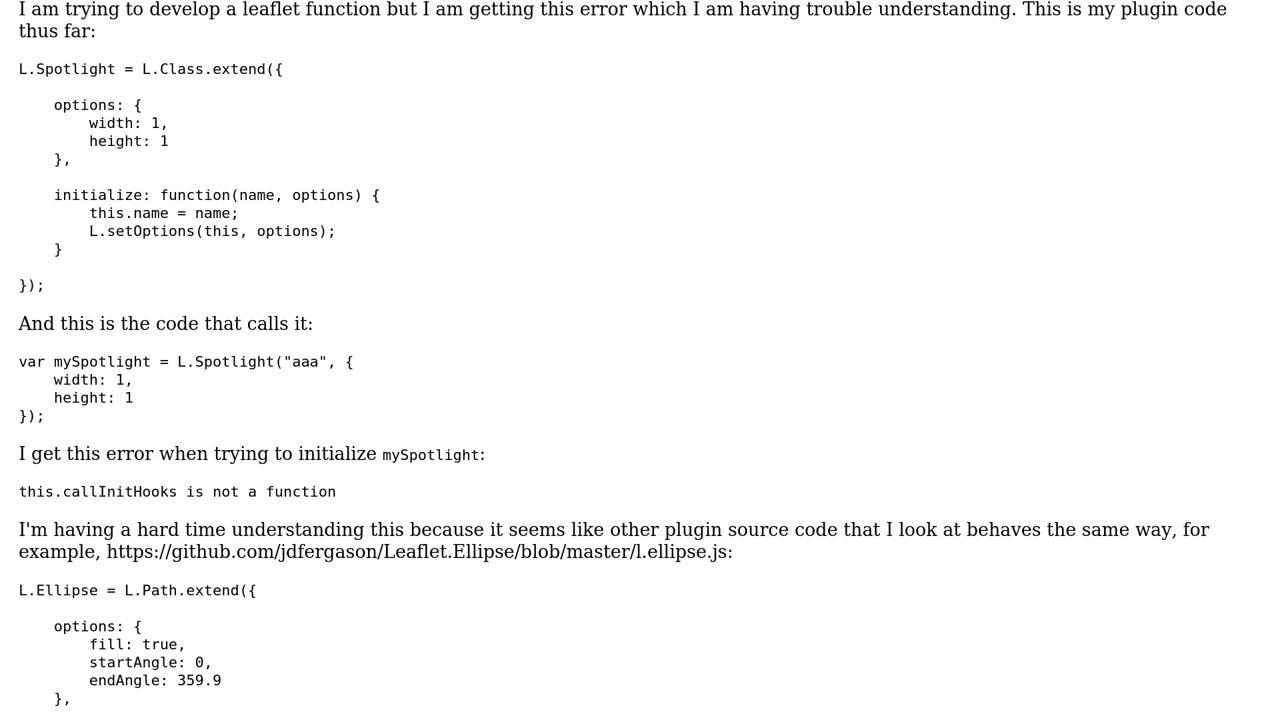 I am trying to develop a leaflet function but I am getting this error which I am having trouble understanding. This is my plugin code
thus far:
L.Spotlight = L.Class.extend({
    options: {
        width: 1,
        height: 1
    },
    initialize: function(name, options) {
        this.name = name;
        L.setOptions(this, options);
    }
});
And this is the code that calls it:
var mySpotlight = L.Spotlight("aaa", {
    width: 1,
    height: 1
});
I get this error when trying to initialize mySpotlight:
this.callInitHooks is not a function
I'm having a hard time understanding this because it seems like other plugin source code that I look at behaves the same way, for
example, https://github.com/jdfergason/Leaflet.Ellipse/blob/master/l.ellipse.js:
L.Ellipse = L.Path.extend({
    options: {
        fill: true,
        startAngle: 0,
        endAngle: 359.9
    },